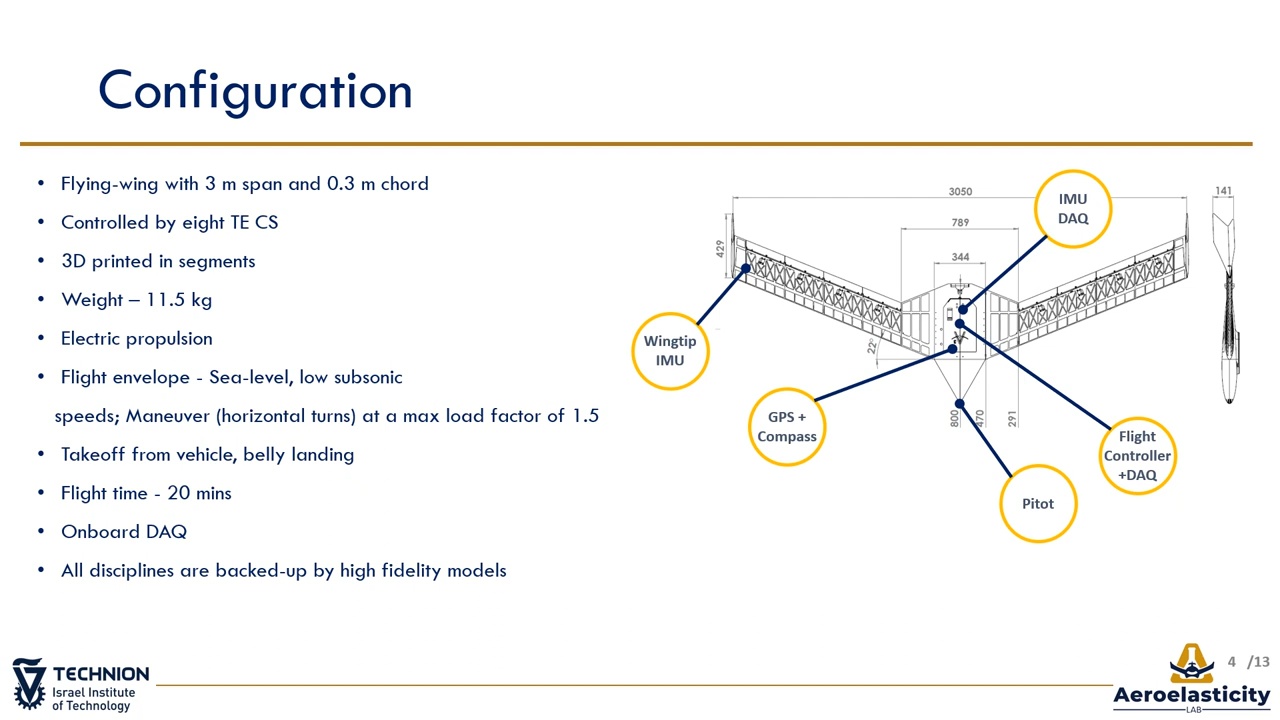 Configuration
• Flying-wing with 3 m span and 0.3 m chord
• Controlled by eight TE CS
• 3D printed in segments
• Weight – 11.5 kg
• Electric propulsion
• Flight envelope - Sea-level, low subsonic
speeds; Maneuver (horizontal turns) at a max load factor of 1.5
• Takeoff from vehicle, belly landing
• Flight time - 20 mins
• Onboard DAQ
• All disciplines are backed-up by high fidelity models
3050
789
344
429
141
22°
800
470
291
IMU
DAQ
Wingtip
IMU
GPS +
Compass
Flight
Controller
+DAQ
Pitot
TECHNION
Israel Institute
of Technology
4 /13
Aeroelasticity
LAB